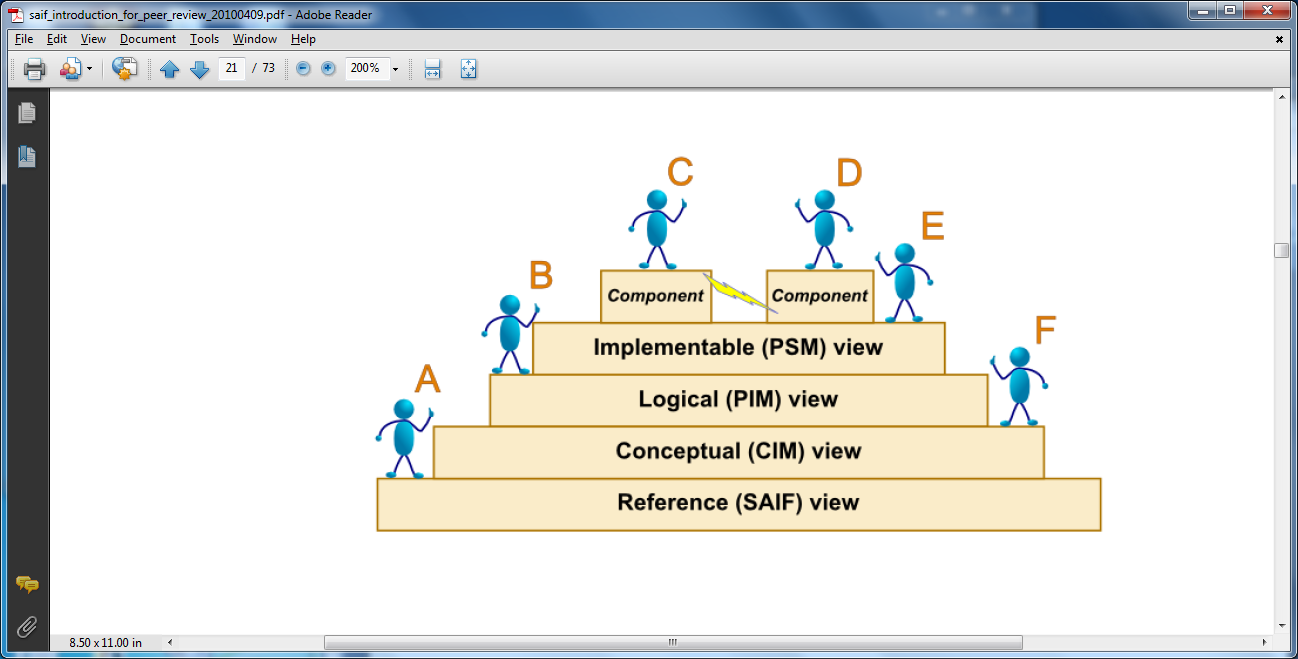 saif_introduction_for_peer_review_20100409.pdf - Adobe Reader
File Edit View Document Tools Window Help
21 / 73 200%
C D
E
B
Component Component
F
Implementable (PSM) view
A
Logical (PIM) view
Conceptual (CIM) view
Reference (SAIF) view
8.50 x 11.00 in